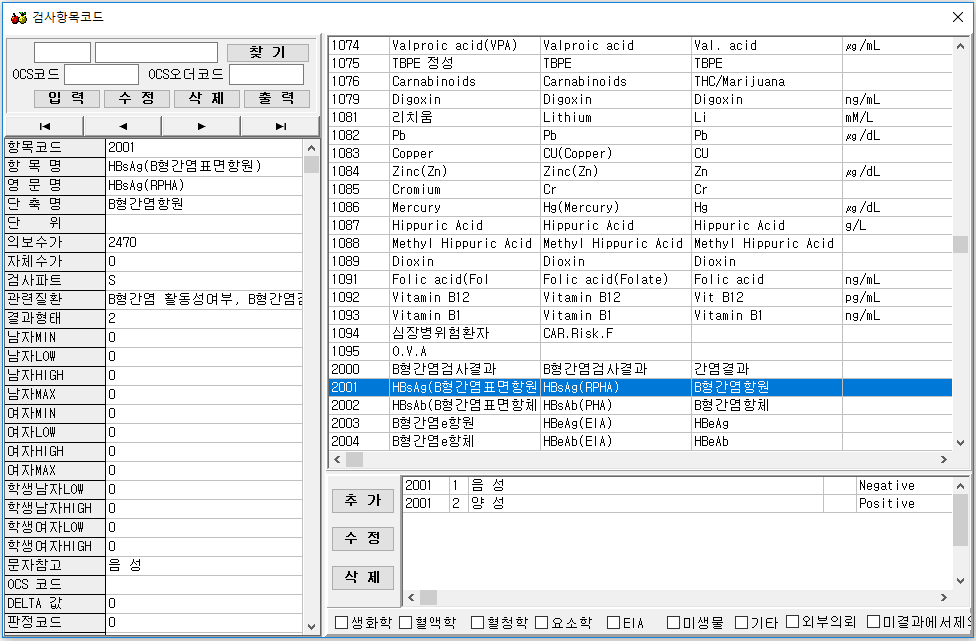 검사항목코드
찾 기
OCS코드 OCS오더코드
입 력 수 정 삭 제 출 력
항목코드 2001
항 목 명 HBsAg(B형간염표면항원)
영 문 명 HBsAg(RPHA)
단 축 명 B형간염항원
단 위
의보수가 2470
자체수가 0
검사파트 S
관련질환 B형간염 활동성여부, B형간염
결과형태 2
남자MIN 0
남자LOW 0
남자HIGH 0
남자MAX 0
여자MIN 0
여자LOW 0
여자HIGH 0
여자MAX 0
학생남자LOW 0
학생남자HIGH 0
학생여자LOW 0
학생여자HIGH 0
문자참고 음 성
OCS 코드
DELTA 값 0
판정코드 0
1074 Valproic acid(VPA) Valproic acid Val. acid ㎍/mL
1075 TBPE 정성 TBPE TBPE
1076 Carnabinoids Carnabinoids THC/Marijuana
1079 Digoxin Digoxin Digoxin ng/mL
1081 리치움 Lithium Li mM/L
1082 Pb Pb Pb ㎍/dL
1083 Copper CU(Copper) CU
1084 Zinc(Zn) Zinc(Zn) Zn ㎍/dL
1085 Cromium Cr Cr
1086 Mercury Hg(Mercury) Hg ㎍/dL
1087 Hippuric Acid Hippuric Acid Hippuric Acid g/L
1088 Methyl Hippuric Acid Methyl Hippuric Acid Methyl Hippuric Acid
1089 Dioxin Dioxin Dioxin
1091 Folic acid(Fol Folic acid(Folate) Folic acid ng/mL
1092 Vitamin B12 Vitamin B12 Vit B12 pg/mL
1093 Vitamin B1 Vitamin B1 Vitamin B1 ng/mL
1094 심장병위험환자 CAR.Risk.F
1095 O.V.A
2000 B형간염검사결과 B형간염검사결과 간염결과
2001 HBsAg(B형간염표면항원 HBsAg(RPHA) B형간염항원
2002 HBsAb(B형간염표면항체 HBsAb(PHA) B형간염항체
2003 B형간염e항원 HBeAg(EIA) HBeAg
2004 B형간염e항체 HBeAb(EIA) HBeAb
추 가
수 정
삭 제
2001 1 음 성 Negative
2001 2 양 성 Positive
생화학 혈액학 혈청학 요소학 EIA 미생물 기타 외부의뢰 미결과에서제